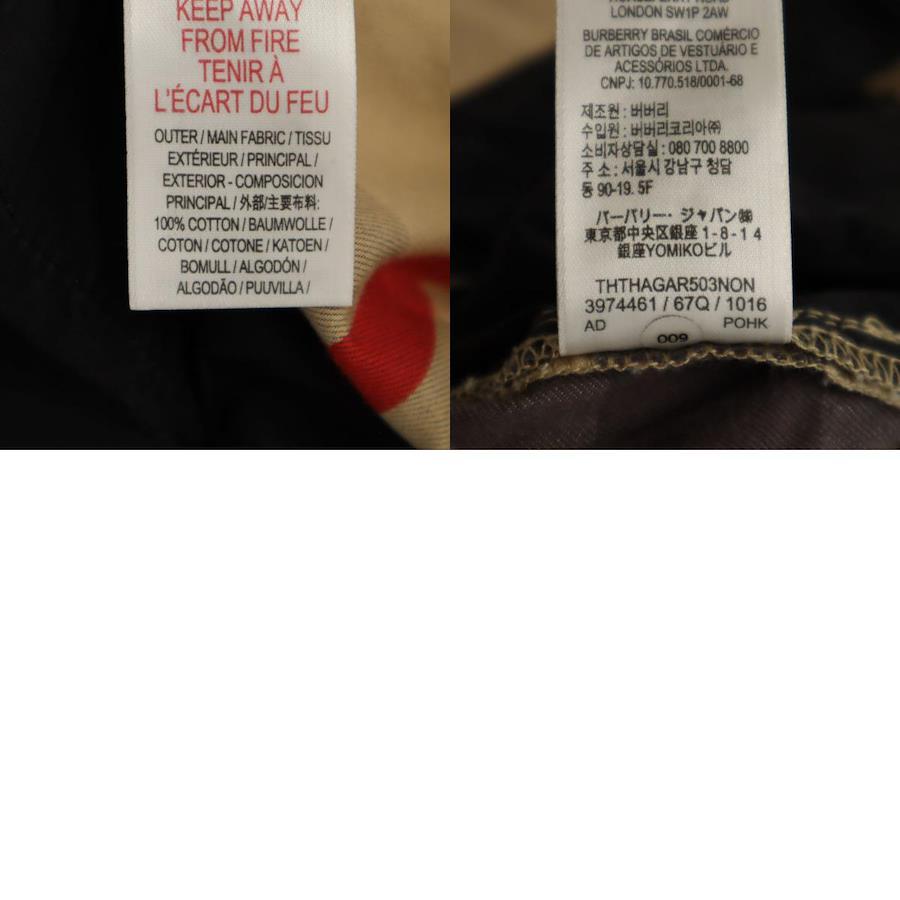 KEEP AWAY
FROM FIRE
TENIR À
L'ÉCART DU FEU
OUTER / MAIN FABRIC / TISSU
EXTÉRIEUR / PRINCIPAL /
EXTERIOR - COMPOSICION
PRINCIPAL / 外部/主要布料:
100% COTTON / BAUMWOLLE /
COTON / COTONE / KATOEN /
BOMULL / ALGODÓN /
ALGODÃO / PUUVILLA /
LONDON SW1P 2AW
BURBERRY BRASIL COMÉRCIO
DE ARTIGOS DE VESTUÁRIO E
ACESSÓRIOS LTDA.
CNPJ: 10.770.518/0001-68
제조원 : 버버리
수입원 : 버버리코리아㈜
소비자상담실 : 080 700 8800
주 소 : 서울시 강남구 청담
동 90-19. 5F
バーバリー・ジャパン㈱
東京都中央区銀座 1 - 8 - 1 4
銀座YOMIKOビル
THTHAGAR503NON
3974461 / 67Q / 1016
AD POHK
009